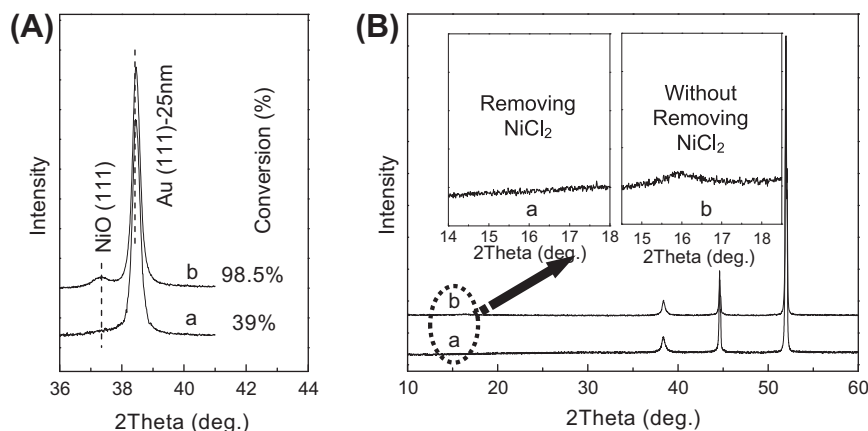 (A)
Intensity
NiO (111)
Au (111)-25nm
Conversion (%)
b
98.5%
a
39%
36 38 40 42 44
2Theta (deg.)
(B)
Intensity
Removing
NiCl₂
a
14 15 16 17 18
2Theta (deg.)
Without
Removing
NiCl₂
b
15 16 17 18
2Theta (deg.)
b
a
10 20 30 40 50 60
2Theta (deg.)